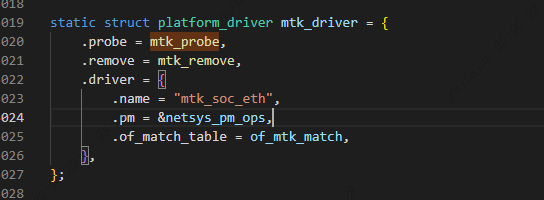 018
019 static struct platform_driver mtk_driver = {
020     .probe = mtk_probe,
021     .remove = mtk_remove,
022     .driver = {
023         .name = "mtk_soc_eth",
024         .pm = &netsys_pm_ops,
025         .of_match_table = of_mtk_match,
026     },
027 };
028